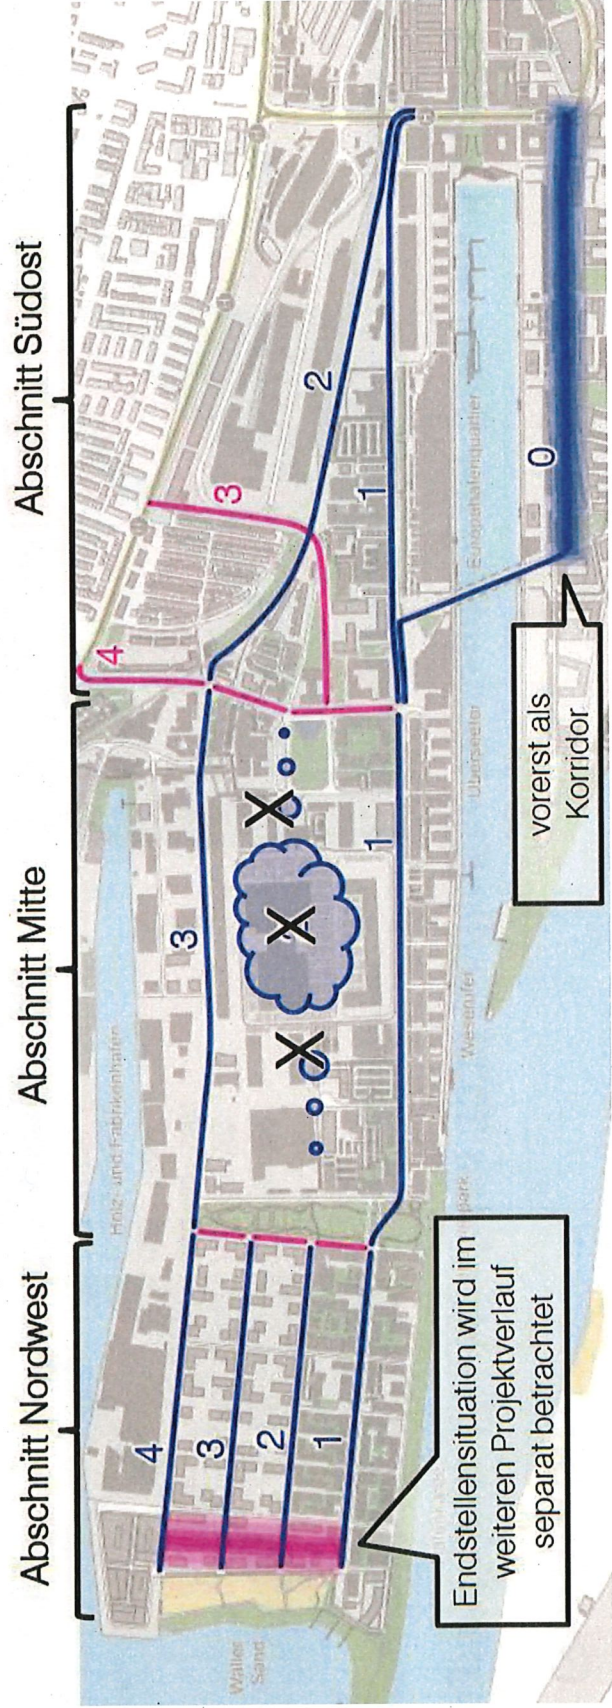 Abschnitt Nordwest
Abschnitt Mitte
Abschnitt Südost
4
3
2
1
3
1
X
X
X
4
3
2
1
0
Holz- und Fabrikenhafen
Europahafenquartier
Überseetor
Weserufer
Waller
Sand
Endstellensituation wird im
weiteren Projektverlauf
separat betrachtet
vorerst als
Korridor